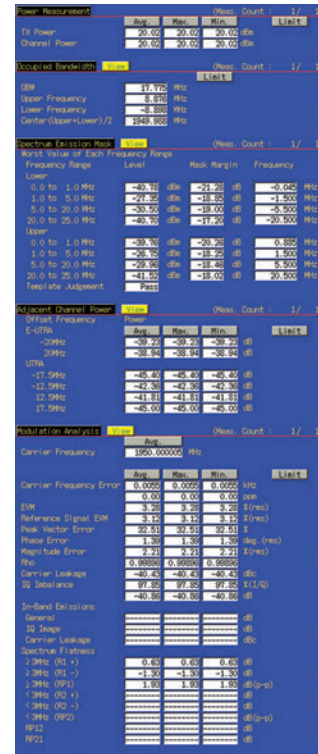 Power Measurement (Meas. Count : 1/ 1
Avg. Max. Min. Limit
TX Power 20.02 20.02 20.02 dBm
Channel Power 20.02 20.02 20.02 dBm
Occupied Bandwidth View (Meas. Count : 1/ 1
Limit
OBW 17.776 MHz
Upper Frequency 8.878 MHz
Lower Frequency -8.898 MHz
Center(Upper+Lower)/2 1949.988 MHz
Spectrum Emission Mask View (Meas. Count : 1/ 1
Worst Value of Each Frequency Range
Frequency Range Level Mask Margin Frequency
Lower
0.0 to 1.0 MHz -40.78 dBm -21.28 dB -0.045 MHz
1.0 to 5.0 MHz -27.35 dBm -18.85 dB -1.500 MHz
5.0 to 20.0 MHz -30.50 dBm -19.00 dB -5.500 MHz
20.0 to 25.0 MHz -40.70 dBm -17.20 dB -20.500 MHz
Upper
0.0 to 1.0 MHz -39.78 dBm -20.28 dB 0.885 MHz
1.0 to 5.0 MHz -26.75 dBm -18.25 dB 1.500 MHz
5.0 to 20.0 MHz -29.96 dBm -18.46 dB 5.500 MHz
20.0 to 25.0 MHz -41.55 dBm -18.02 dB 20.500 MHz
Template Judgement Pass
Adjacent Channel Power View (Meas. Count : 1/ 1
Offset Frequency Power
E-UTRA Avg. Max. Min. Limit
-20MHz -39.23 -39.23 -39.23 dB
20MHz -38.94 -38.94 -38.94 dB
UTRA
-17.5MHz -45.40 -45.40 -45.40 dB
-12.5MHz -42.36 -42.36 -42.36 dB
12.5MHz -41.81 -41.81 -41.81 dB
17.5MHz -45.00 -45.00 -45.00 dB
Modulation Analysis View (Meas. Count : 1/ 1
Avg.
Carrier Frequency 1950.000005 MHz
Avg. Max. Min. Limit
Carrier Frequency Error 0.0055 0.0055 0.0055 kHz
0.00 0.00 0.00 ppm
EVM 3.28 3.28 3.28 %(rms)
Reference Signal EVM 3.12 3.12 3.12 %(rms)
Peak Vector Error 32.51 32.51 32.51 %
Phase Error 1.39 1.39 1.39 deg.(rms)
Magnitude Error 2.21 2.21 2.21 %(rms)
Rho 0.99896 0.99896 0.99896
Carrier Leakage -40.43 -40.43 -40.43 dBc
IQ Imbalance 97.85 97.85 97.85 %(I/Q)
-40.86 -40.86 -40.86 dB
In-Band Emissions
General -------- -------- -------- dB
IQ Image -------- -------- -------- dB
Carrier Leakage -------- -------- -------- dBc
Spectrum Flatness
≥3MHz (R1 +) 0.63 0.63 0.63 dB
≥3MHz (R1 -) -1.30 -1.30 -1.30 dB
≥3MHz (RP1) 1.93 1.93 1.93 dB(p-p)
<3MHz (R2 +) -------- -------- -------- dB
<3MHz (R2 -) -------- -------- -------- dB
<3MHz (RP2) -------- -------- -------- dB(p-p)
RP12 -------- -------- -------- dB
RP21 -------- -------- -------- dB